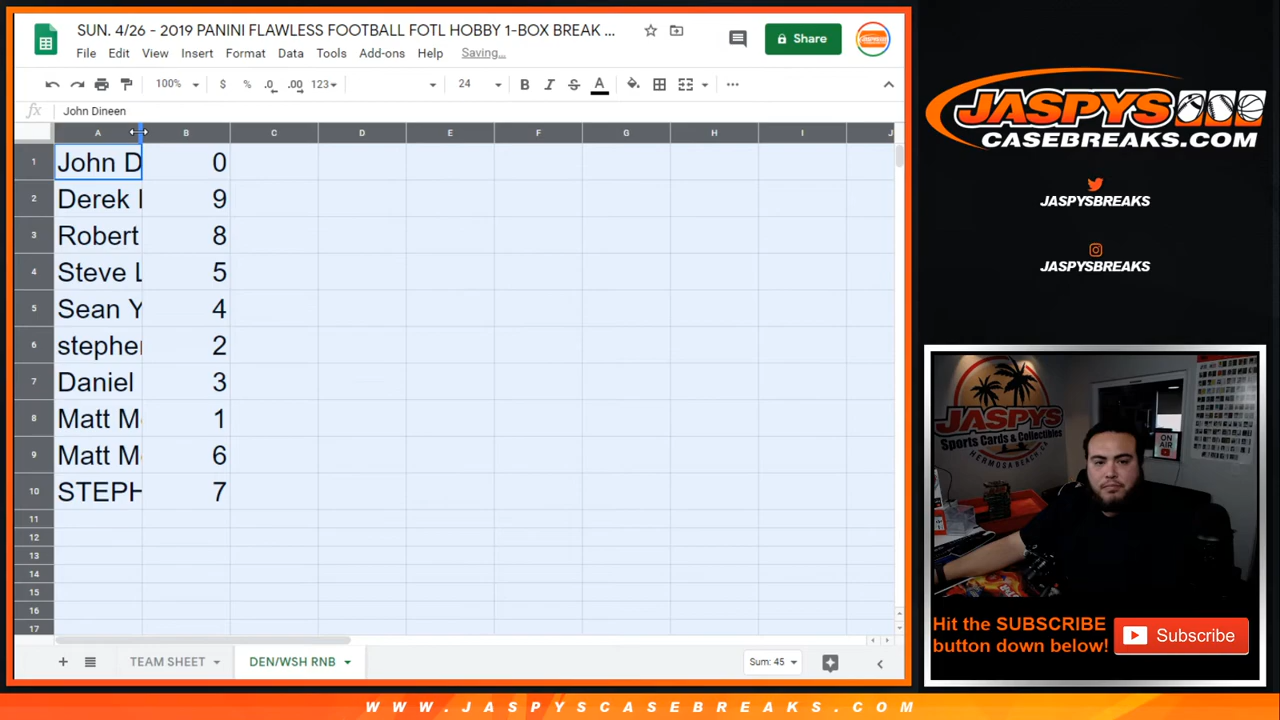 SUN. 4/26 - 2019 PANINI FLAWLESS FOOTBALL FOTL HOBBY 1-BOX BREAK ...
Share
File Edit View Insert Format Data Tools Add-ons Help Saving...
100% $ % .0 .00 123 24 B I S A
fx John Dineen
A B C D E F G H I J
1 John D 0
2 Derek 9
3 Robert 8
4 Steve L 5
5 Sean Y 4
6 stephe 2
7 Daniel 3
8 Matt M 1
9 Matt M 6
10 STEPH 7
11
12
13
14
15
16
17
TEAM SHEET
DEN/WSH RNB
Sum: 45
JASPYS
CASEBREAKS.COM
JASPYSBREAKS
JASPYSBREAKS
JASPYS
Sports Cards & Collectibles
HERMOSA BEACH, CA
ON AIR
Hit the SUBSCRIBE
button down below!
Subscribe
WWW.JASPYSCASEBREAKS.COM